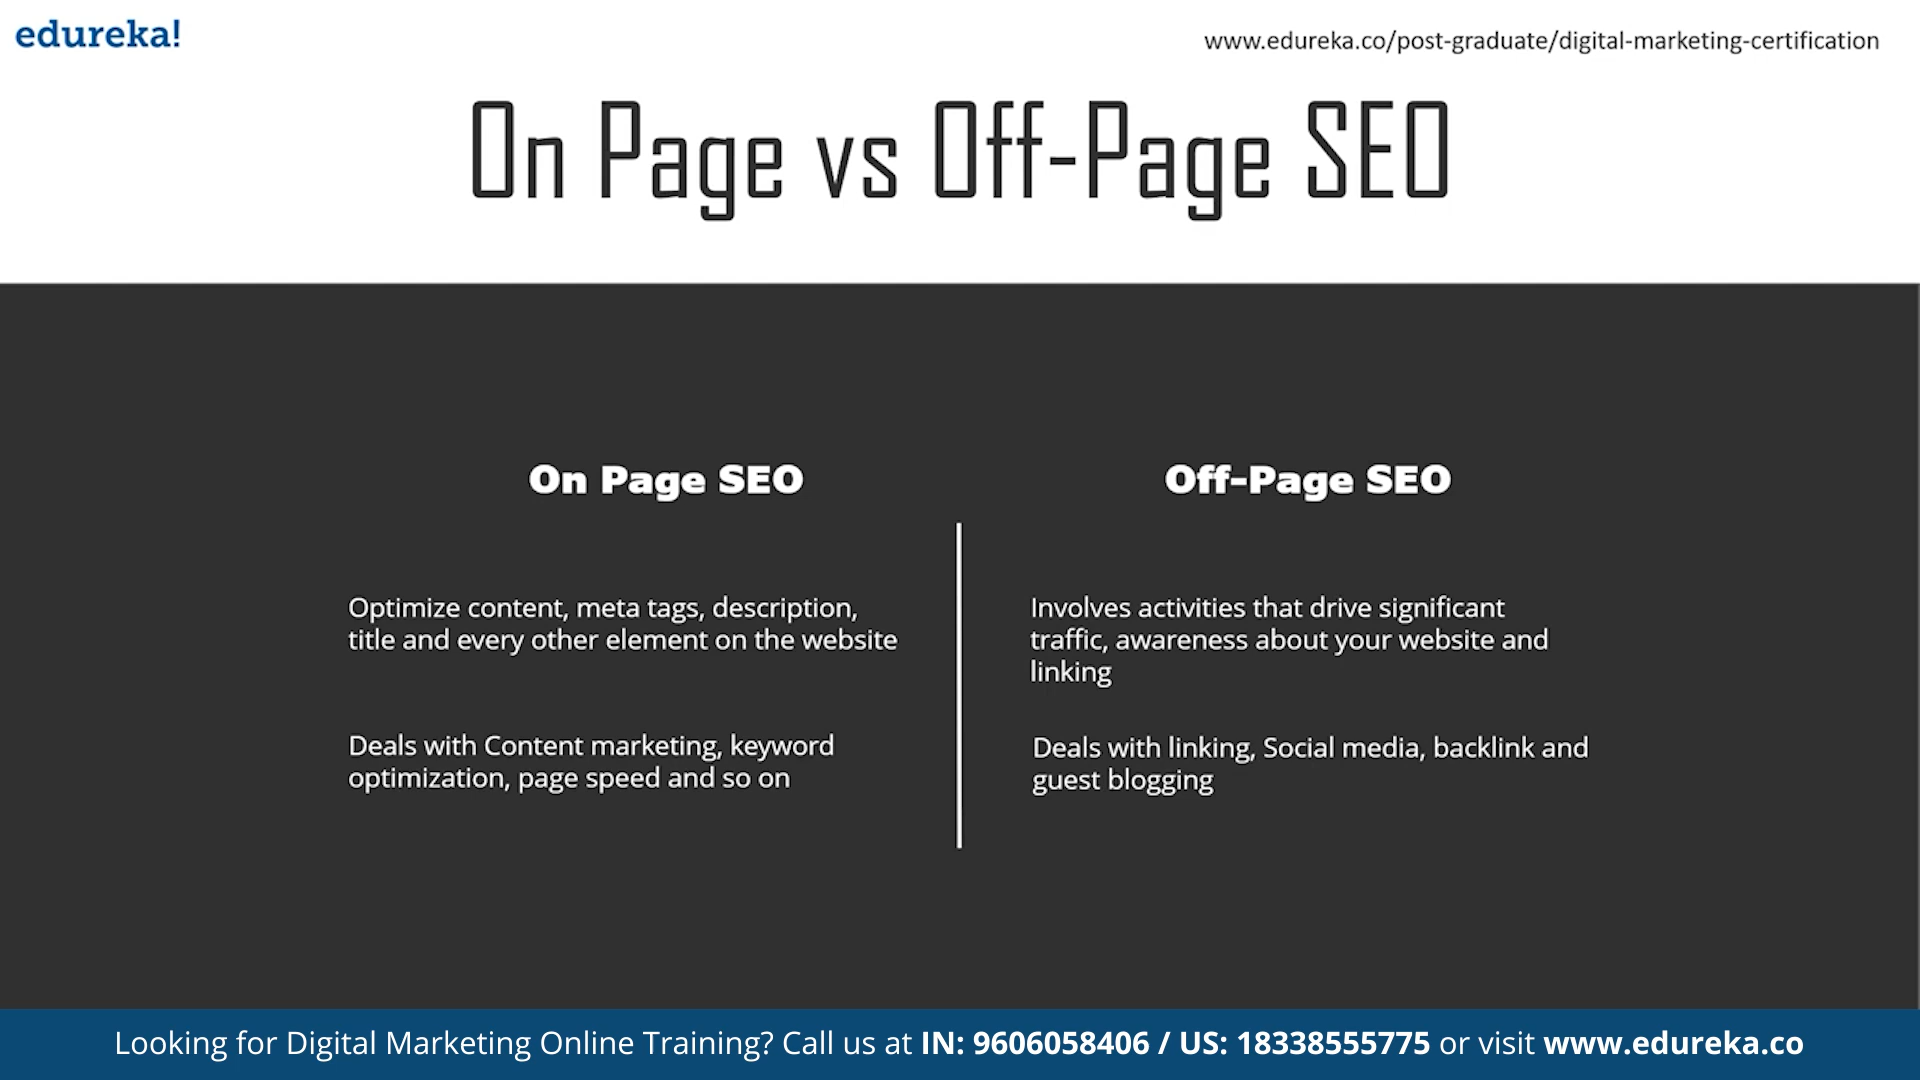 edureka!
www.edureka.co/post-graduate/digital-marketing-certification
On Page vs Off-Page SEO
On Page SEO
Optimize content, meta tags, description,
title and every other element on the website
Deals with Content marketing, keyword
optimization, page speed and so on
Off-Page SEO
Involves activities that drive significant
traffic, awareness about your website and
linking
Deals with linking, Social media, backlink and
guest blogging
Looking for Digital Marketing Online Training? Call us at IN: 9606058406 / US: 18338555775 or visit www.edureka.co